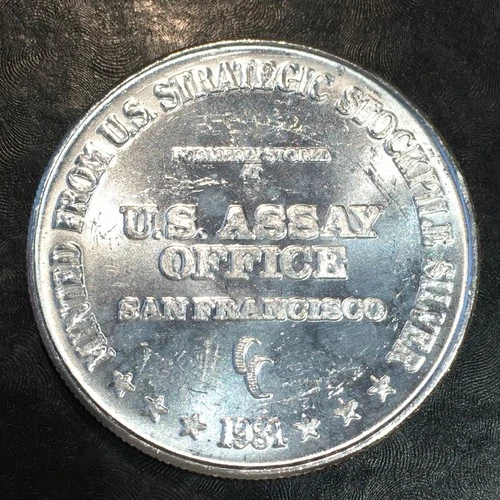 MINTED FROM U.S. STRATEGIC STOCKPILE SILVER
FORMERLY STORED
AT
U.S. ASSAY
OFFICE
SAN FRANCISCO
1981